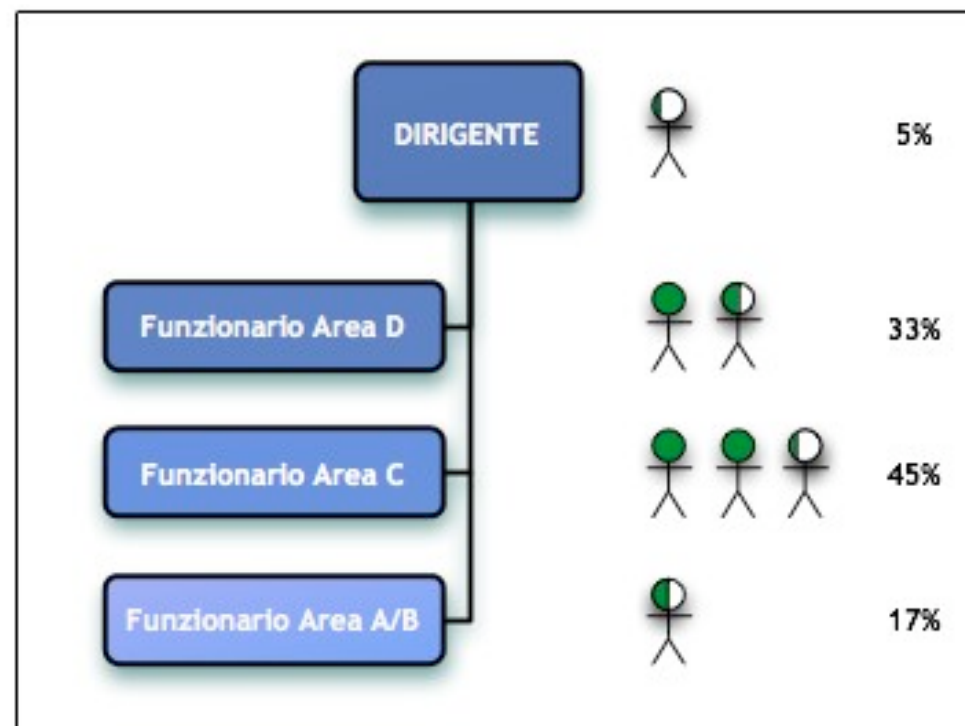 DIRIGENTE
5%
Funzionario Area D
33%
Funzionario Area C
45%
Funzionario Area A/B
17%